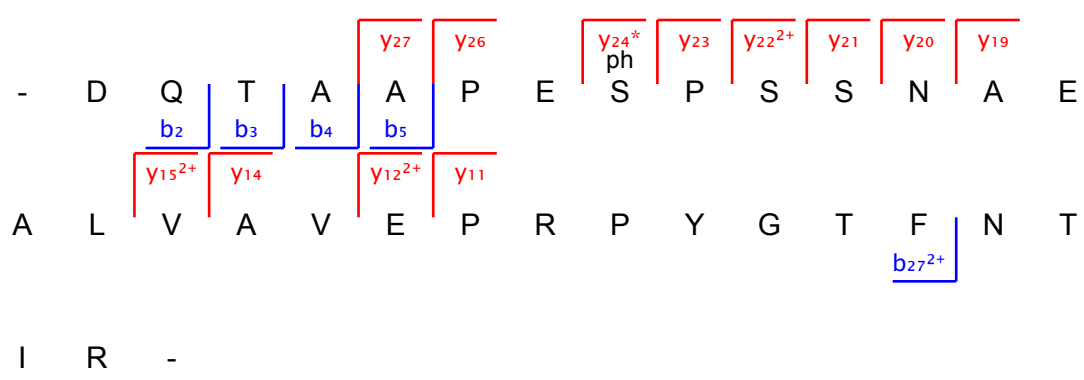 y27 y26 y24* y23 y22²⁺ y21 y20 y19
ph
- D Q T A A P E S P S S N A E
b2 b3 b4 b5
y15²⁺ y14 y12²⁺ y11
A L V A V E P R P Y G T F N T
b27²⁺
I R -